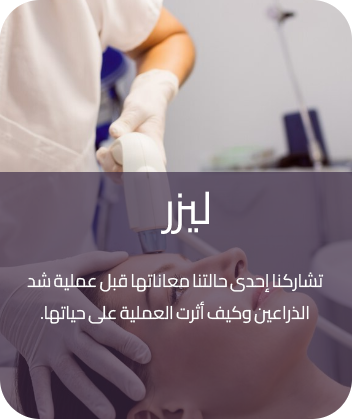 ليزر
تشاركنا إحدى حالتنا معاناتها قبل عملية شد
الذراعين وكيف أثرت العملية على حياتها.